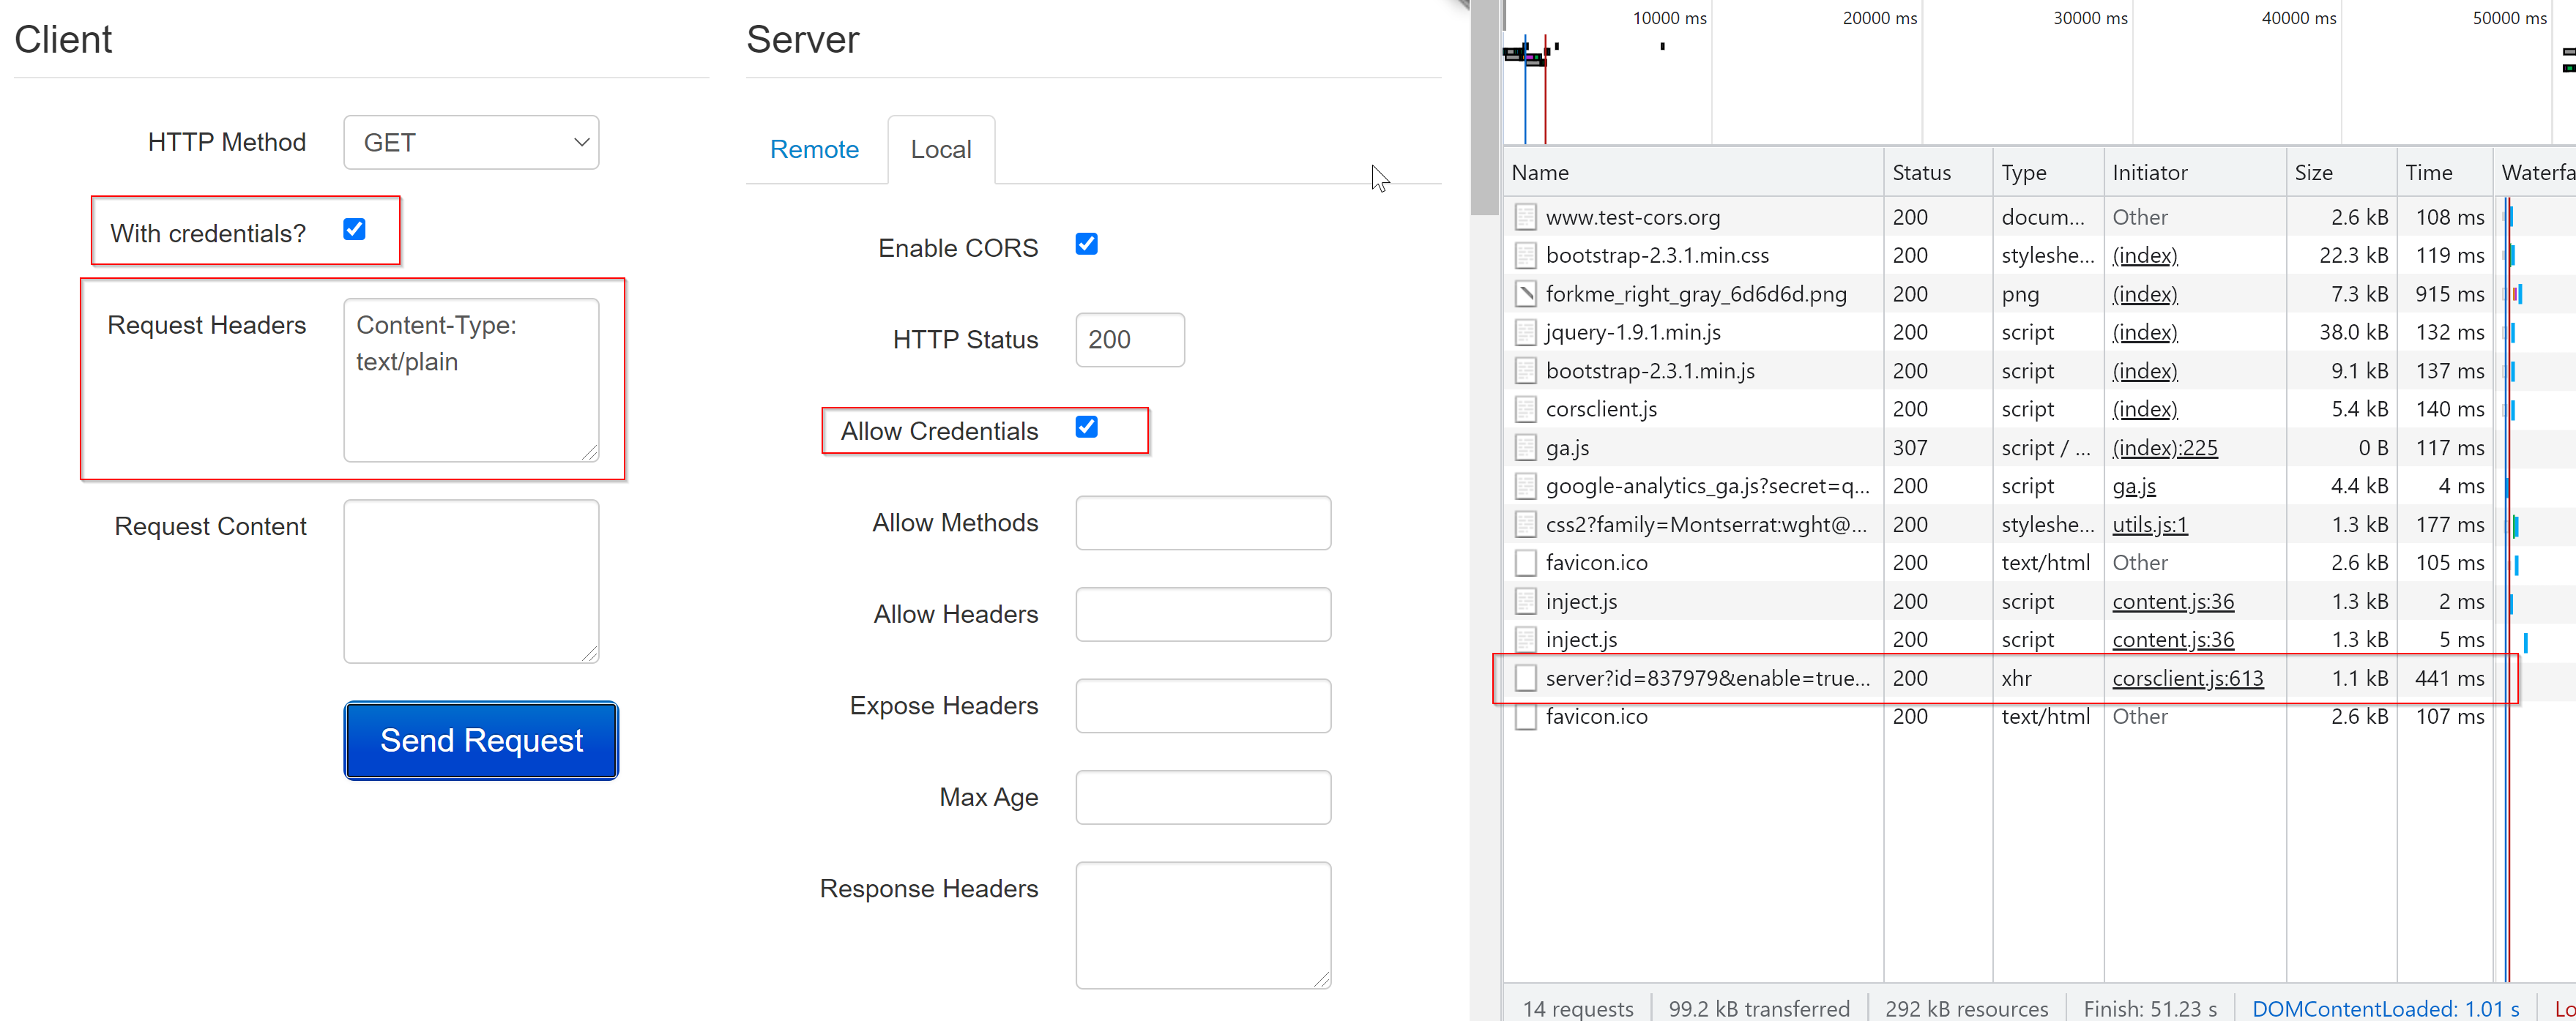 Client
HTTP Method
GET
With credentials?
Request Headers
Content-Type:
text/plain
Request Content
Send Request
Server
Remote
Local
Enable CORS
HTTP Status
200
Allow Credentials
Allow Methods
Allow Headers
Expose Headers
Max Age
Response Headers
10000 ms 20000 ms 30000 ms 40000 ms 50000 ms
Name Status Type Initiator Size Time Waterfa
www.test-cors.org 200 docum... Other 2.6 kB 108 ms
bootstrap-2.3.1.min.css 200 styleshe... (index) 22.3 kB 119 ms
forkme_right_gray_6d6d6d.png 200 png (index) 7.3 kB 915 ms
jquery-1.9.1.min.js 200 script (index) 38.0 kB 132 ms
bootstrap-2.3.1.min.js 200 script (index) 9.1 kB 137 ms
corsclient.js 200 script (index) 5.4 kB 140 ms
ga.js 307 script / ... (index):225 0 B 117 ms
google-analytics_ga.js?secret=q... 200 script ga.js 4.4 kB 4 ms
css2?family=Montserrat:wght@... 200 styleshe... utils.js:1 1.3 kB 177 ms
favicon.ico 200 text/html Other 2.6 kB 105 ms
inject.js 200 script content.js:36 1.3 kB 2 ms
inject.js 200 script content.js:36 1.3 kB 5 ms
server?id=837979&enable=true... 200 xhr corsclient.js:613 1.1 kB 441 ms
favicon.ico 200 text/html Other 2.6 kB 107 ms
14 requests 99.2 kB transferred 292 kB resources Finish: 51.23 s DOMContentLoaded: 1.01 s Lo